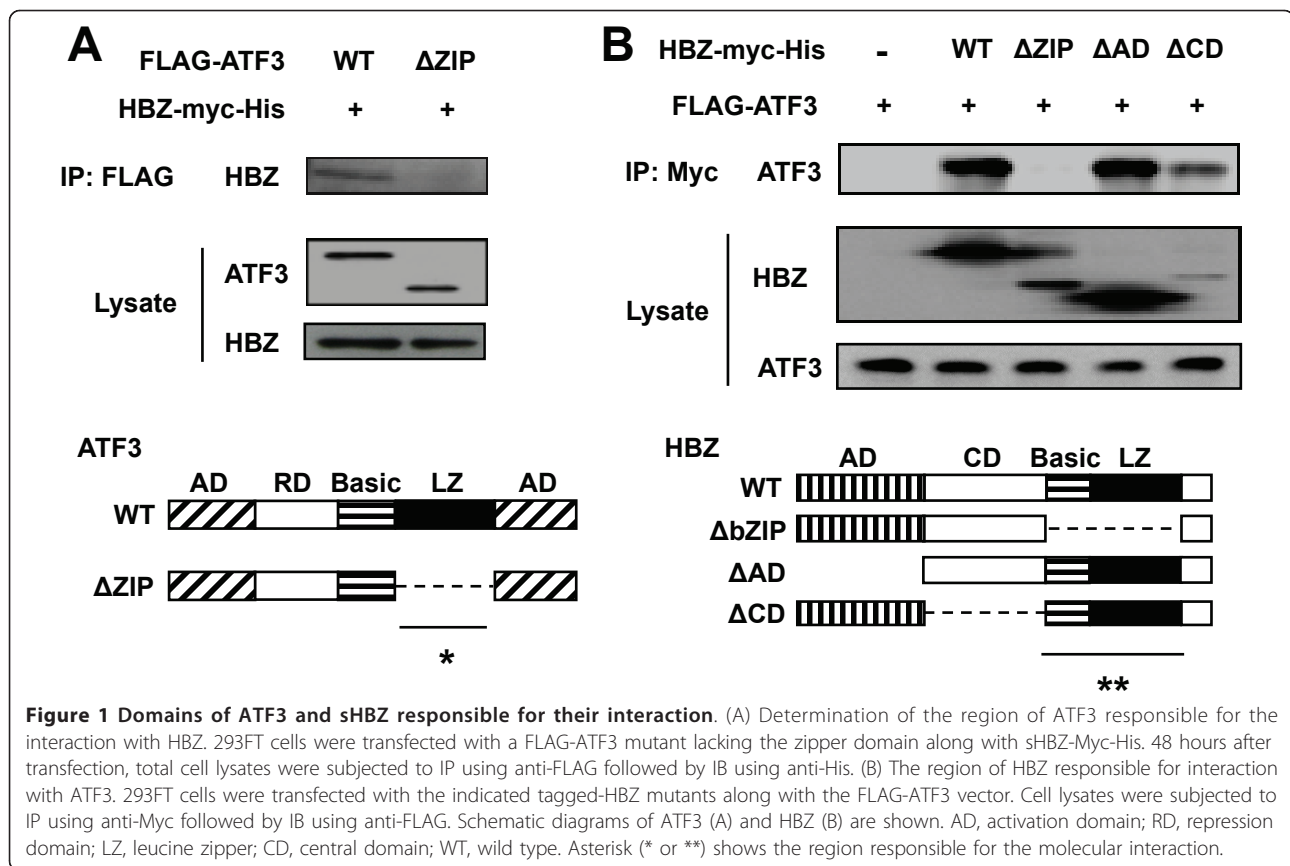 A
FLAG-ATF3 WT ΔZIP
HBZ-myc-His + +
IP: FLAG HBZ
Lysate
ATF3
HBZ
ATF3
AD RD Basic LZ AD
WT
ΔZIP
*
B
HBZ-myc-His - WT ΔZIP ΔAD ΔCD
FLAG-ATF3 + + + + +
IP: Myc ATF3
Lysate
HBZ
ATF3
HBZ
AD CD Basic LZ
WT
ΔbZIP
ΔAD
ΔCD
**
Figure 1 Domains of ATF3 and sHBZ responsible for their interaction. (A) Determination of the region of ATF3 responsible for the
interaction with HBZ. 293FT cells were transfected with a FLAG-ATF3 mutant lacking the zipper domain along with sHBZ-Myc-His. 48 hours after
transfection, total cell lysates were subjected to IP using anti-FLAG followed by IB using anti-His. (B) The region of HBZ responsible for interaction
with ATF3. 293FT cells were transfected with the indicated tagged-HBZ mutants along with the FLAG-ATF3 vector. Cell lysates were subjected to
IP using anti-Myc followed by IB using anti-FLAG. Schematic diagrams of ATF3 (A) and HBZ (B) are shown. AD, activation domain; RD, repression
domain; LZ, leucine zipper; CD, central domain; WT, wild type. Asterisk (* or **) shows the region responsible for the molecular interaction.